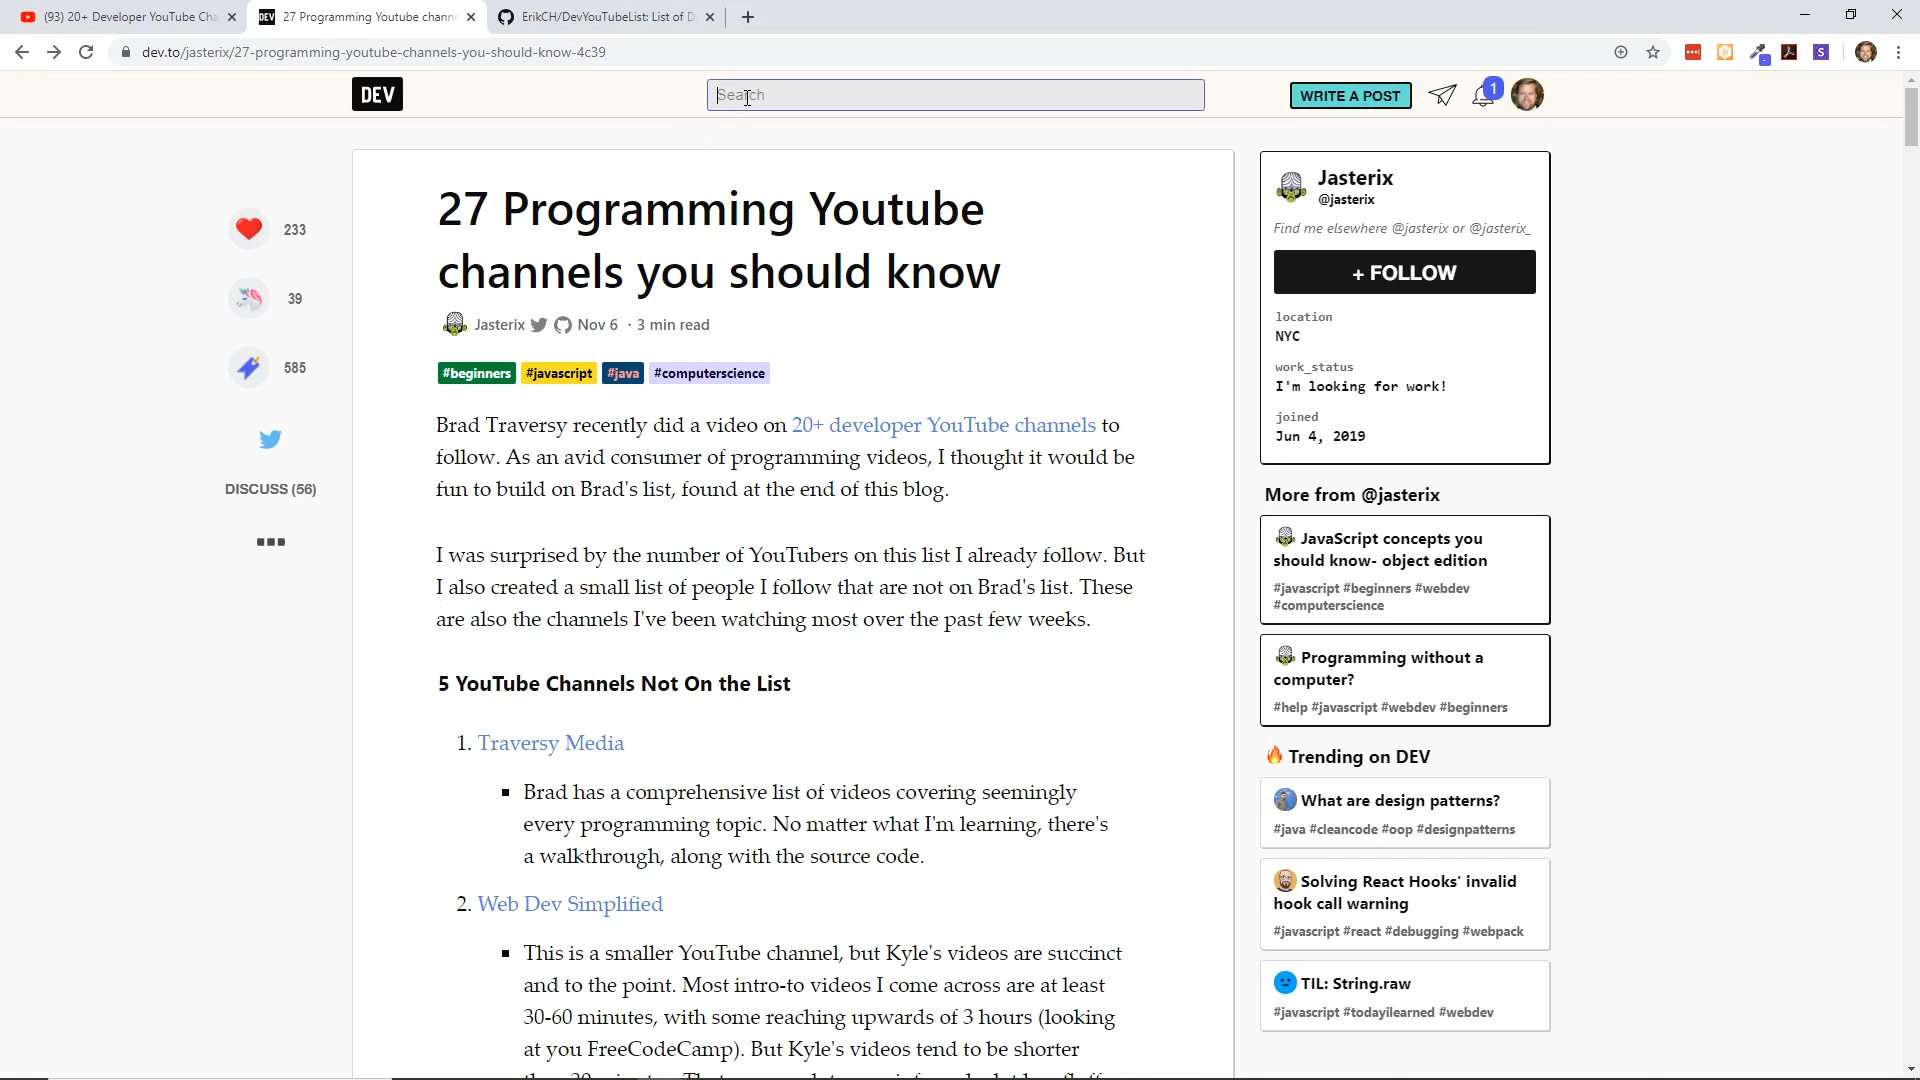 (93) 20+ Developer YouTube Cha
27 Programming Youtube channe
ErikCH/DevYouTubeList: List of D
dev.to/jasterix/27-programming-youtube-channels-you-should-know-4c39
DEV
Search
WRITE A POST
1
233
39
585
DISCUSS (56)
27 Programming Youtube
channels you should know
Jasterix Nov 6 · 3 min read
#beginners #javascript #java #computerscience
Brad Traversy recently did a video on 20+ developer YouTube channels to
follow. As an avid consumer of programming videos, I thought it would be
fun to build on Brad's list, found at the end of this blog.
I was surprised by the number of YouTubers on this list I already follow. But
I also created a small list of people I follow that are not on Brad's list. These
are also the channels I've been watching most over the past few weeks.
5 YouTube Channels Not On the List
1. Traversy Media
Brad has a comprehensive list of videos covering seemingly
every programming topic. No matter what I'm learning, there's
a walkthrough, along with the source code.
2. Web Dev Simplified
This is a smaller YouTube channel, but Kyle's videos are succinct
and to the point. Most intro-to videos I come across are at least
30-60 minutes, with some reaching upwards of 3 hours (looking
at you FreeCodeCamp). But Kyle's videos tend to be shorter
Jasterix
@jasterix
Find me elsewhere @jasterix or @jasterix_
+ FOLLOW
location
NYC
work_status
I'm looking for work!
joined
Jun 4, 2019
More from @jasterix
JavaScript concepts you
should know- object edition
#javascript #beginners #webdev
#computerscience
Programming without a
computer?
#help #javascript #webdev #beginners
Trending on DEV
What are design patterns?
#java #cleancode #oop #designpatterns
Solving React Hooks' invalid
hook call warning
#javascript #react #debugging #webpack
TIL: String.raw
#javascript #todayilearned #webdev